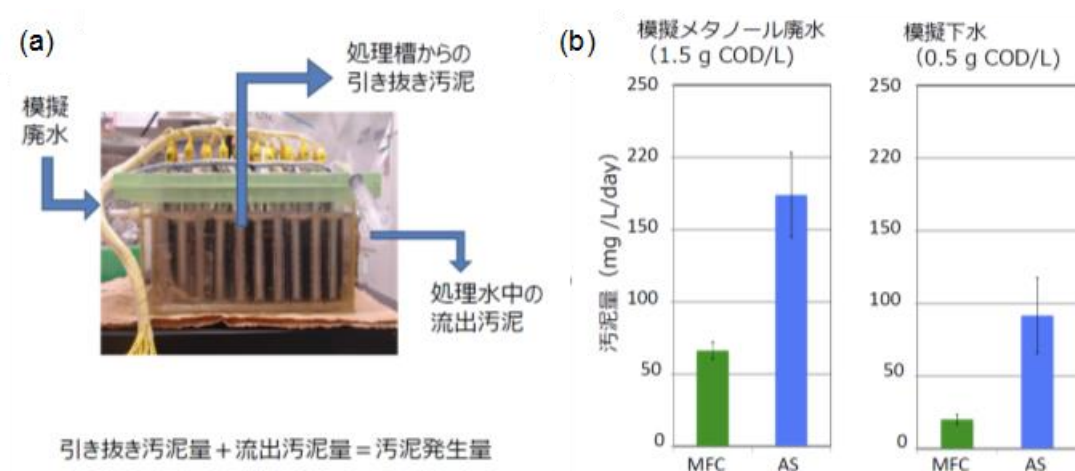 (a)
模擬
廃水
処理槽からの
引き抜き汚泥
処理水中の
流出汚泥
引き抜き汚泥量＋流出汚泥量＝汚泥発生量
(b)
模擬メタノール廃水
（1.5 g COD/L）
汚泥量（mg /L/day）
250
220
150
100
50
0
MFC AS
模擬下水
（0.5 g COD/L）
250
220
150
100
50
0
MFC AS